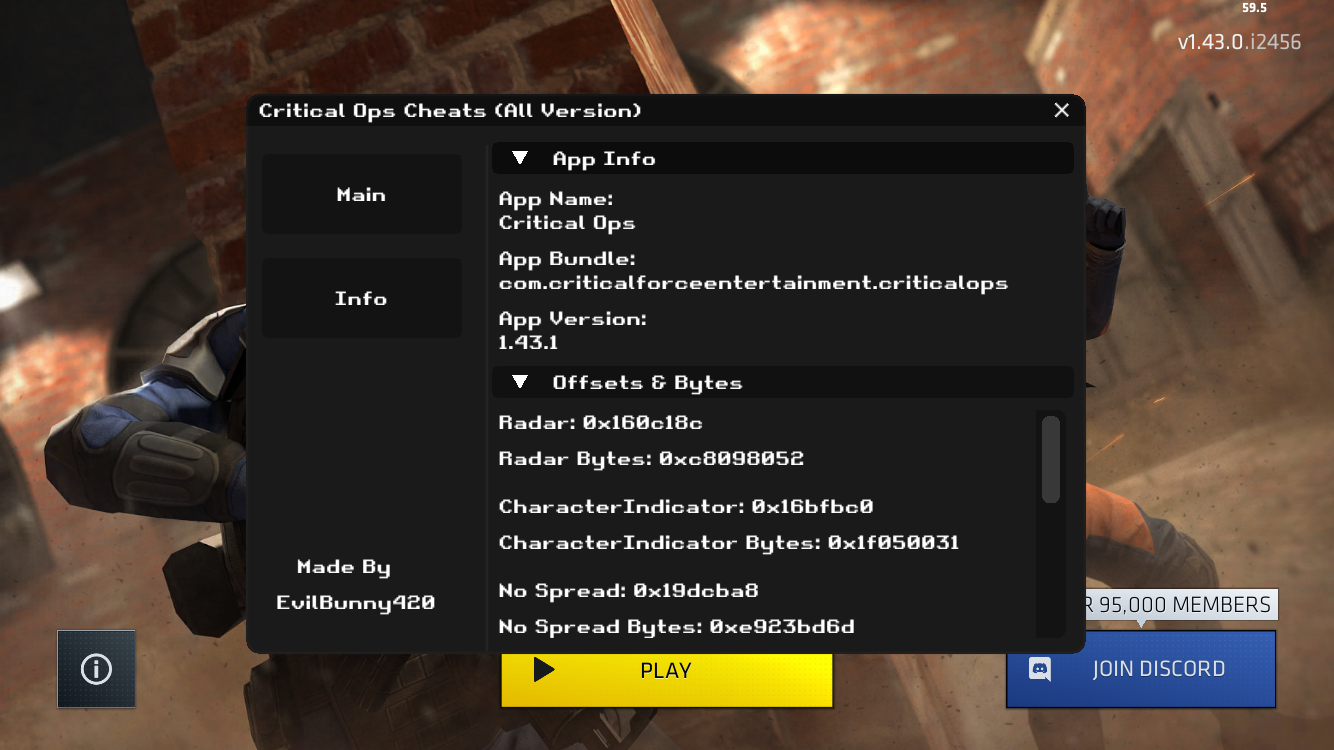 59.5
v1.43.0.i2456
Critical Ops Cheats (All Version)
Main
Info
Made By
EvilBunny420
App Info
App Name:
Critical Ops
App Bundle:
com.criticalforceentertainment.criticalops
App Version:
1.43.1
Offsets & Bytes
Radar: 0x160c18c
Radar Bytes: 0xc8098052
CharacterIndicator: 0x16bfbc0
CharacterIndicator Bytes: 0x1f050031
No Spread: 0x19dcba8
No Spread Bytes: 0xe923bd6d
R 95,000 MEMBERS
PLAY
JOIN DISCORD